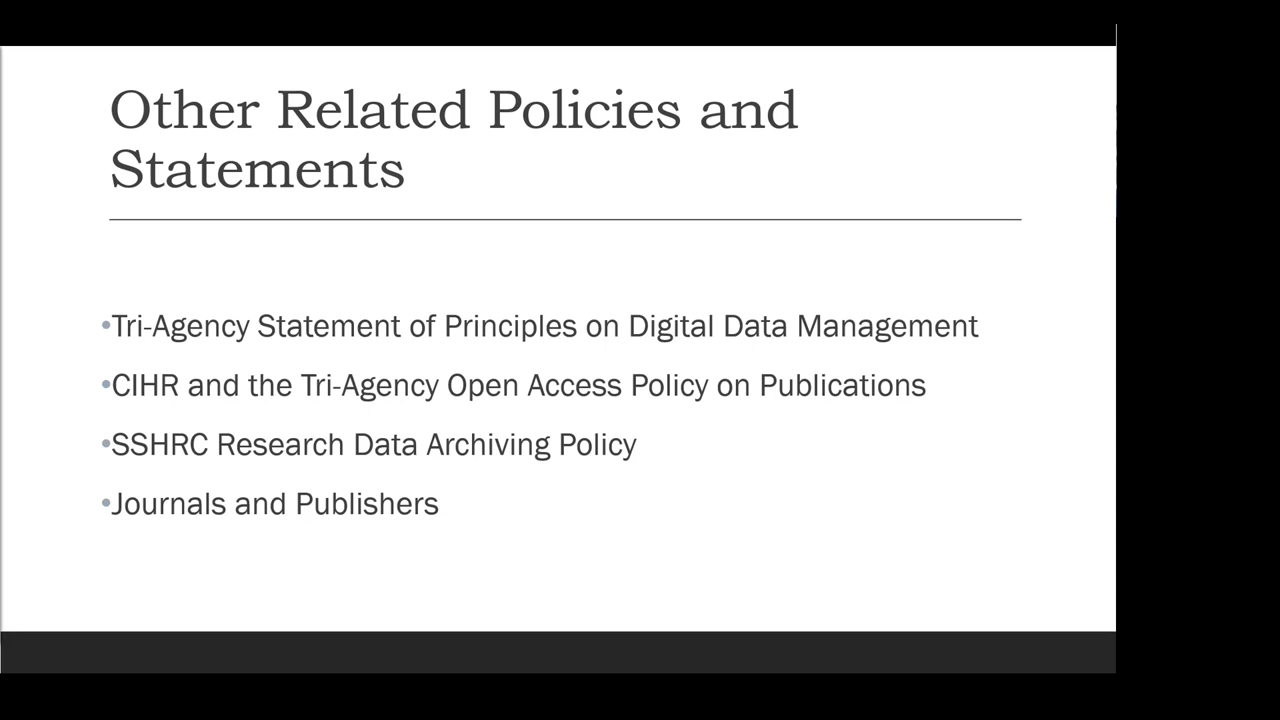 Other Related Policies and
Statements
•Tri-Agency Statement of Principles on Digital Data Management
•CIHR and the Tri-Agency Open Access Policy on Publications
•SSHRC Research Data Archiving Policy
•Journals and Publishers